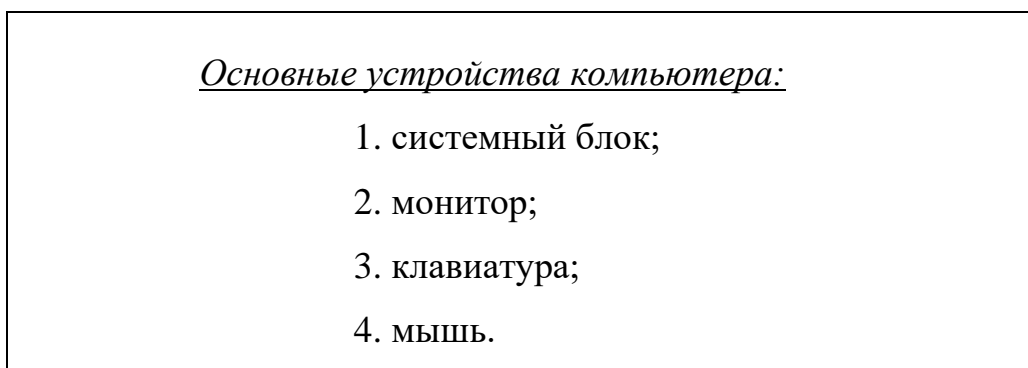 Основные устройства компьютера:
1. системный блок;
2. монитор;
3. клавиатура;
4. мышь.